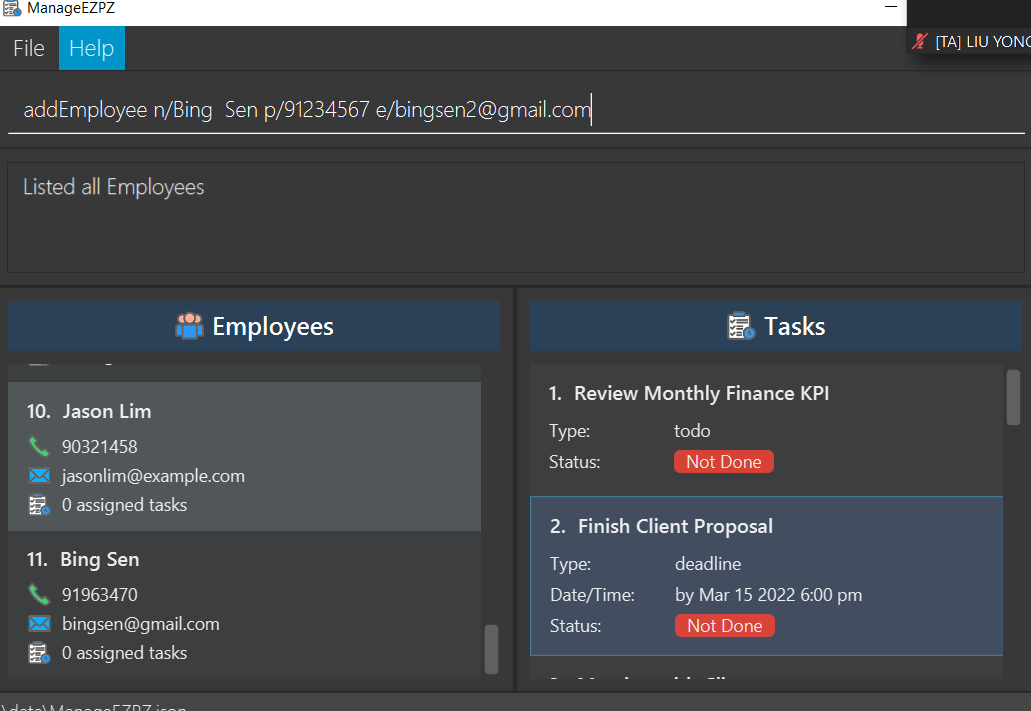 ManageEZPZ
[TA] LIU YONG
File Help
addEmployee n/Bing  Sen p/91234567 e/bingsen2@gmail.com
Listed all Employees
Employees
10. Jason Lim
90321458
jasonlim@example.com
0 assigned tasks
11. Bing Sen
91963470
bingsen@gmail.com
0 assigned tasks
Tasks
1. Review Monthly Finance KPI
Type: todo
Status: Not Done
2. Finish Client Proposal
Type: deadline
Date/Time: by Mar 15 2022 6:00 pm
Status: Not Done
\data\ManageEZPZ.json